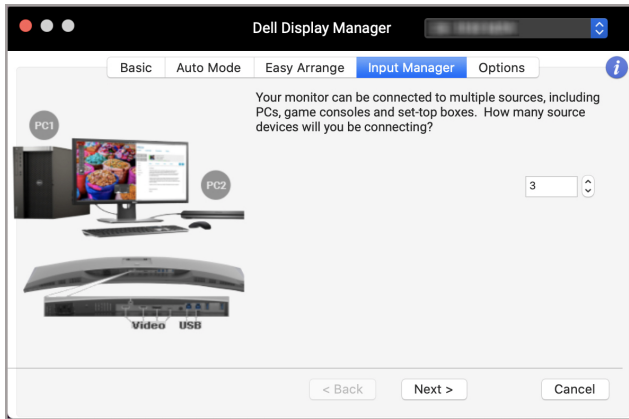 Dell Display Manager
Basic
Auto Mode
Easy Arrange
Input Manager
Options
i
Your monitor can be connected to multiple sources, including
PCs, game consoles and set-top boxes. How many source
devices will you be connecting?
PC1
PC2
3
Video
USB
< Back
Next >
Cancel